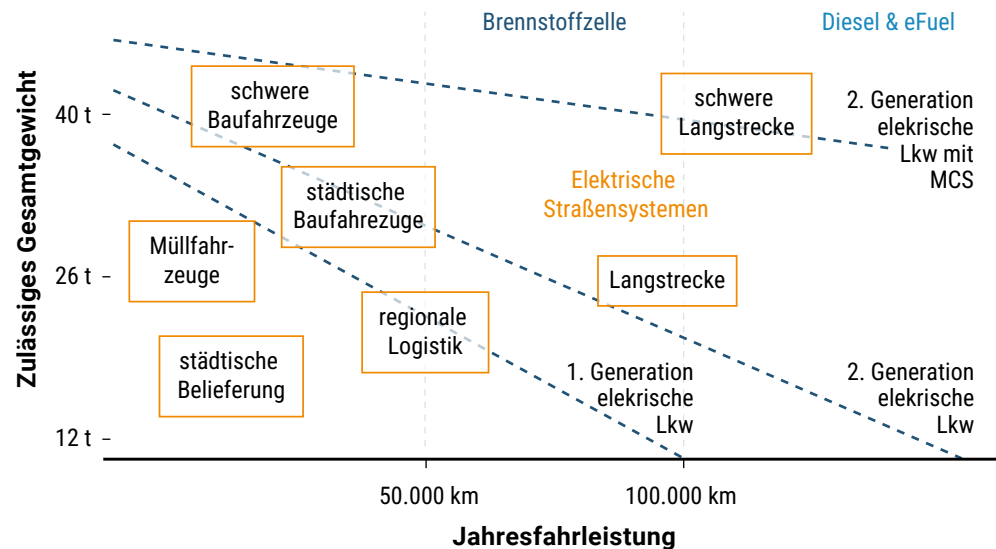 Brennstoffzelle
Diesel & eFuel
Zulässiges Gesamtgewicht
40 t
26 t
12 t
schwere
Baufahrzeuge
schwere
Langstrecke
2. Generation
elekrische
Lkw mit
MCS
städtische
Baufahrezuge
Elektrische
Straßensystemen
Müllfahr-
zeuge
Langstrecke
regionale
Logistik
städtische
Belieferung
1. Generation
elekrische
Lkw
2. Generation
elekrische
Lkw
50.000 km
100.000 km
Jahresfahrleistung